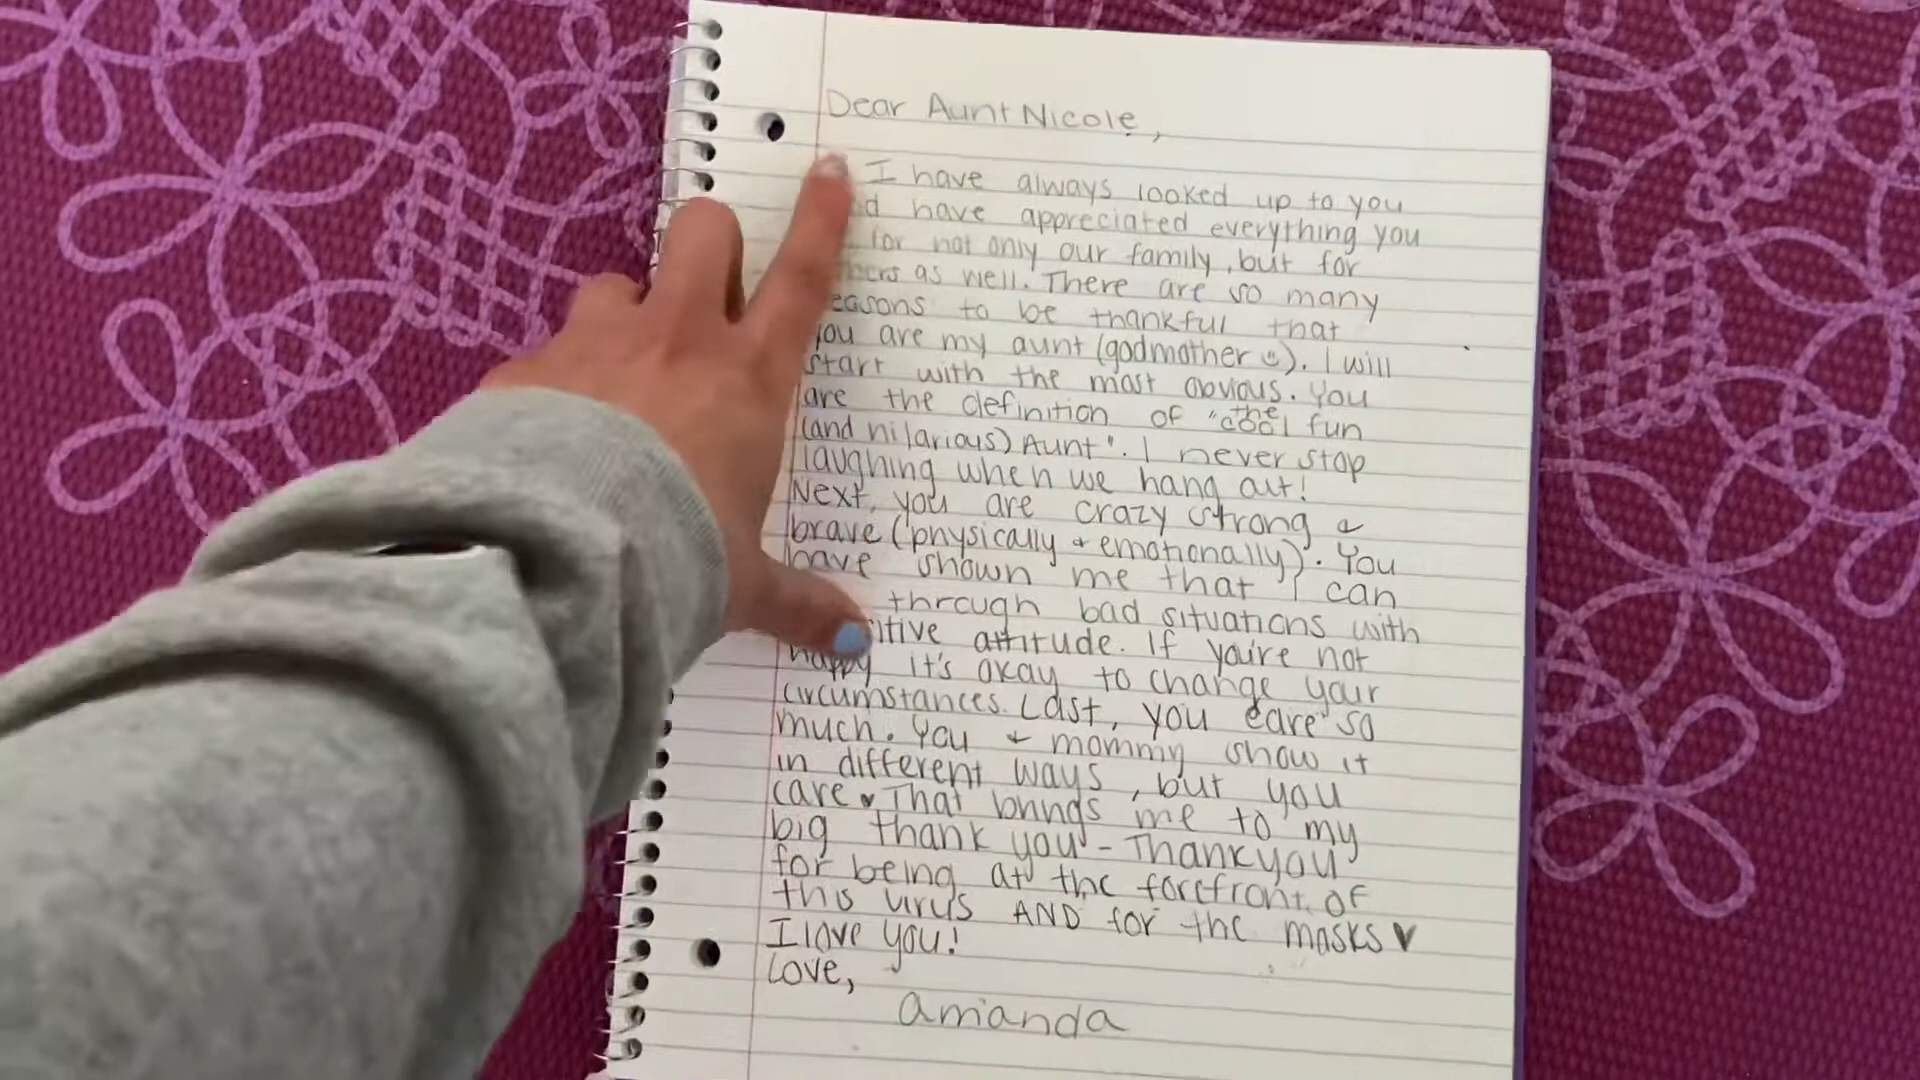 Dear Aunt Nicole,
I have always looked up to you
have appreciated everything you
for not only our family, but for
as well. There are so many
easons to be thankful that
you are my aunt (godmother ☺). I will
start with the most obvious. You
are the definition of "the cool fun
(and hilarious) Aunt". I never stop
laughing when we hang out!
Next, you are crazy strong &
brave (physically + emotionally). You
have shown me that I can
through bad situations with
itive attitude. If you're not
happy it's okay to change your
circumstances. Last, you care so
much. You + mommy show it
in different ways, but you
care ♥ That brings me to my
big thank you - Thank you
for being at the forefront of
this virus AND for the masks ♥
I love you!
Love,
amanda